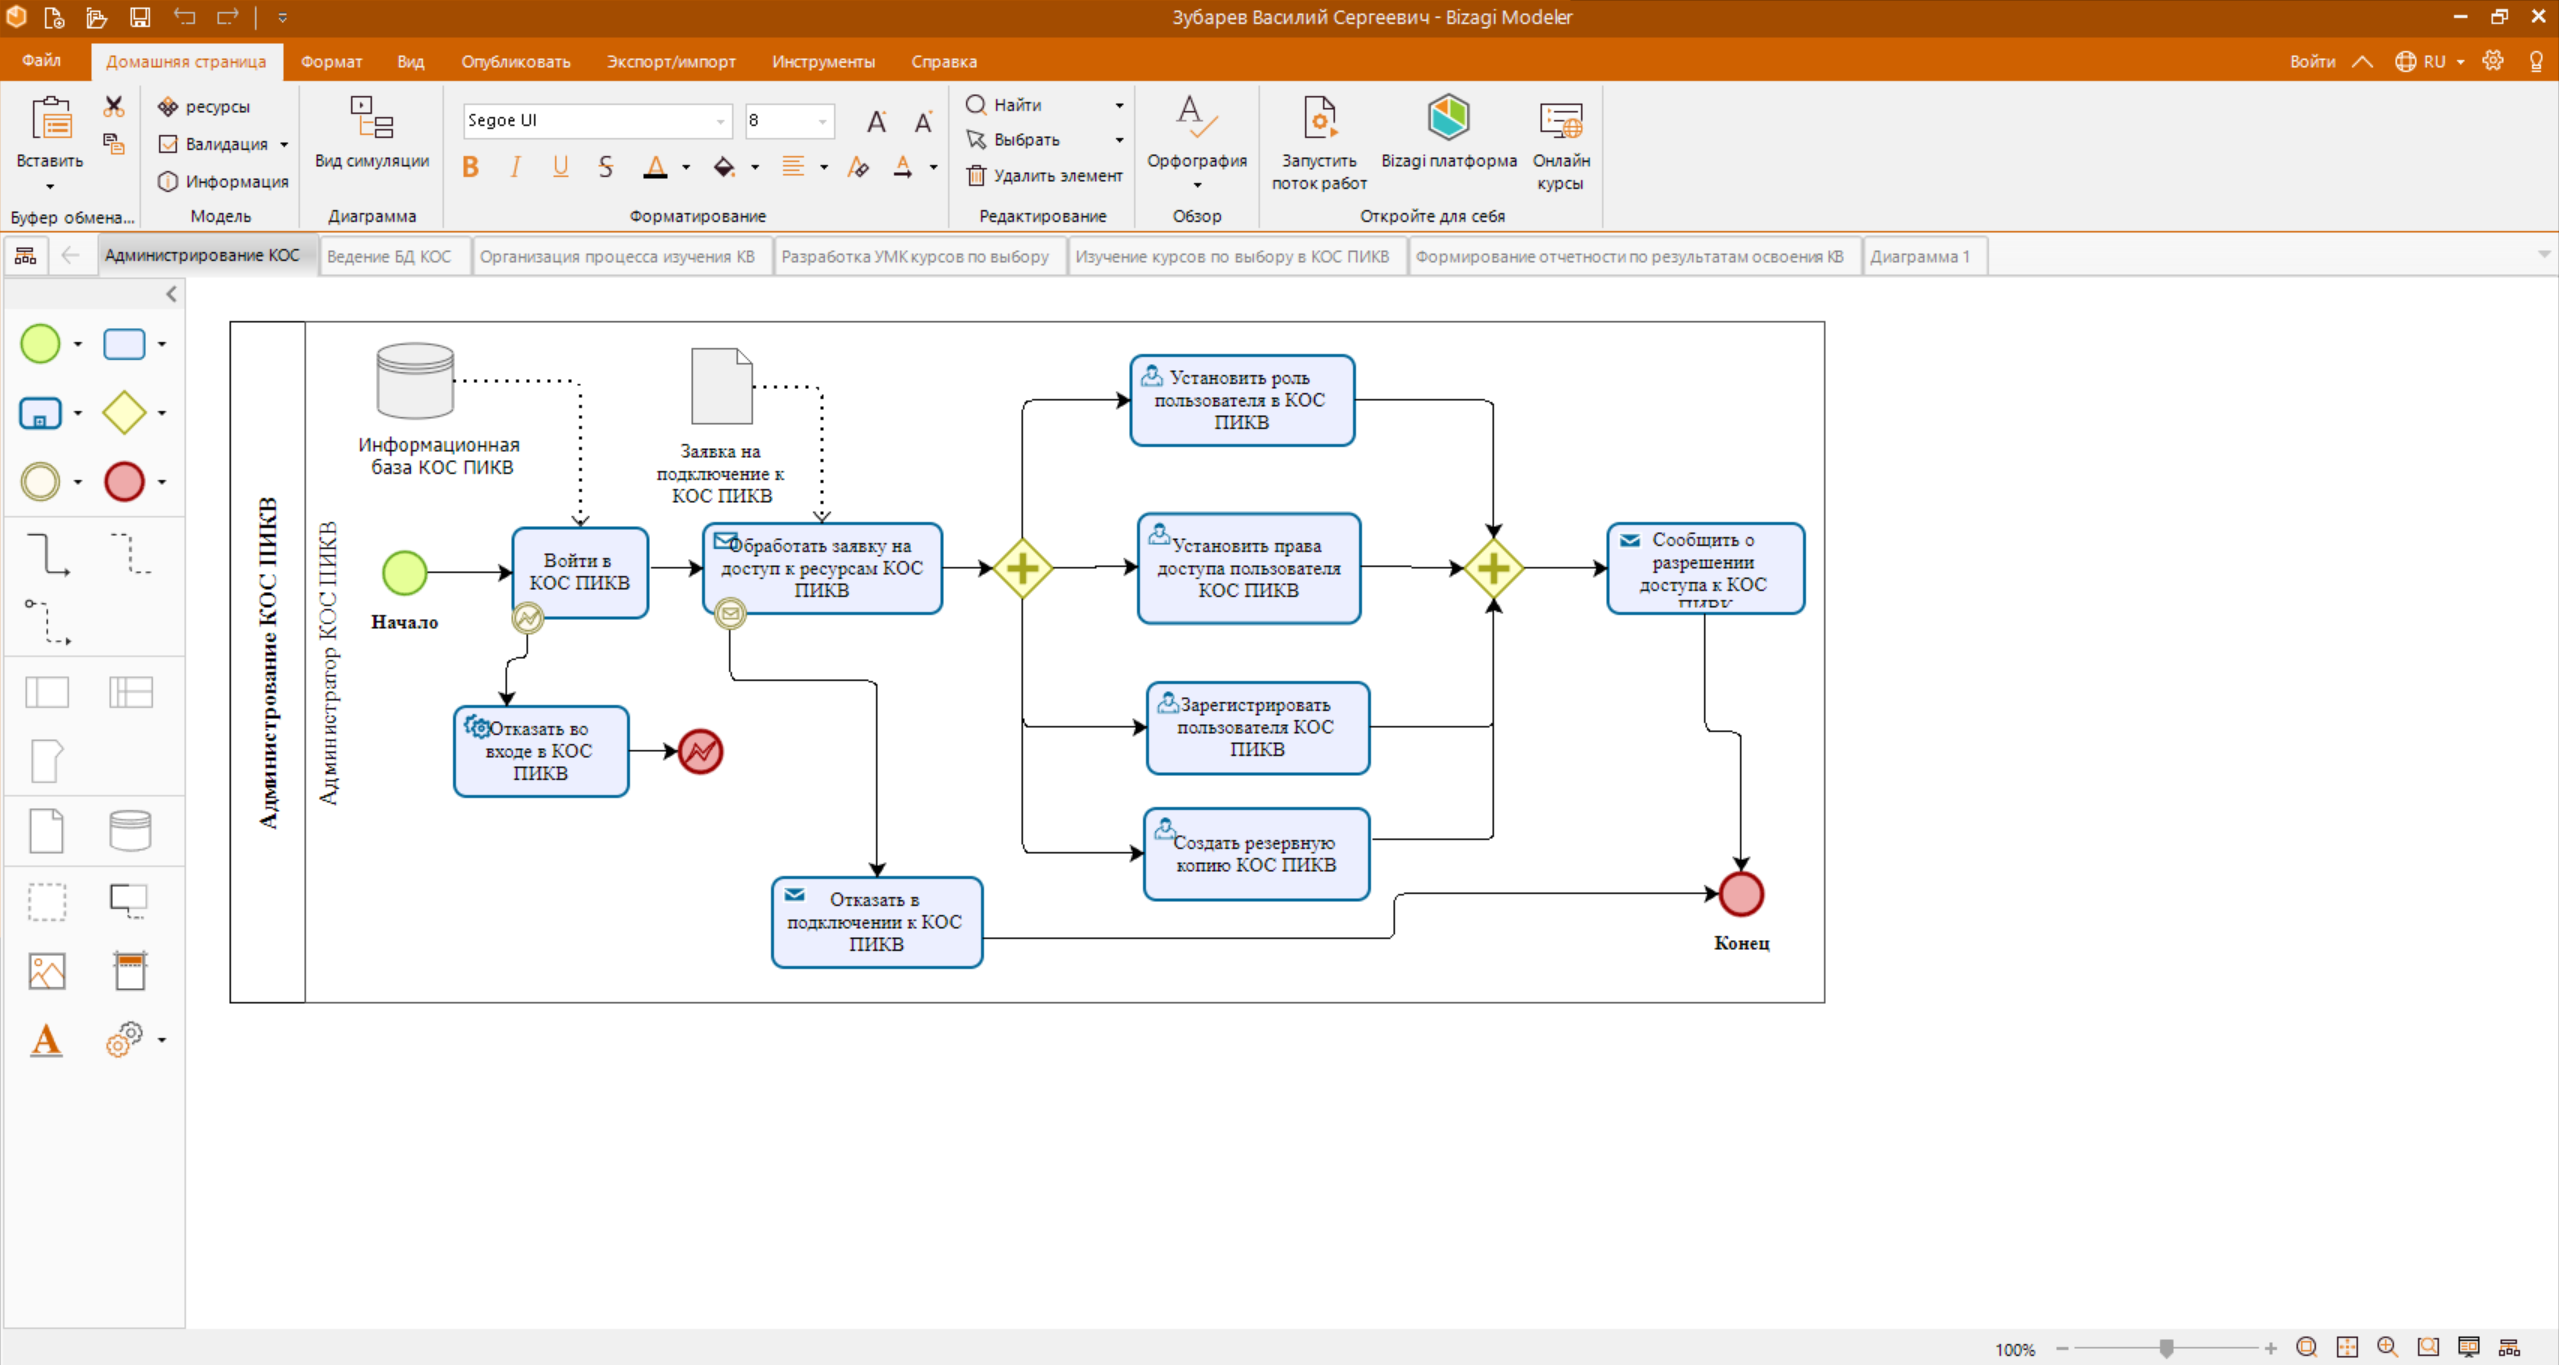 Зубарев Василий Сергеевич - Bizagi Modeler
Файл
Домашняя страница
Формат
Вид
Опубликовать
Экспорт/импорт
Инструменты
Справка
Войти
RU
Вставить
Буфер обмена...
ресурсы
Валидация
Информация
Модель
Вид симуляции
Диаграмма
Segoe UI
8
Форматирование
Найти
Выбрать
Удалить элемент
Редактирование
Орфография
Обзор
Запустить
поток работ
Bizagi платформа
Онлайн
курсы
Откройте для себя
Администрирование КОС
Ведение БД КОС
Организация процесса изучения КВ
Разработка УМК курсов по выбору
Изучение курсов по выбору в КОС ПИКВ
Формирование отчетности по результатам освоения КВ
Диаграмма 1
Администрование КОС ПИКВ
Администратор КОС ПИКВ
Информационная
база КОС ПИКВ
Заявка на
подключение к
КОС ПИКВ
Начало
Войти в
КОС ПИКВ
Обработать заявку на
доступ к ресурсам КОС
ПИКВ
Отказать во
входе в КОС
ПИКВ
Отказать в
подключении к КОС
ПИКВ
Установить роль
пользователя в КОС
ПИКВ
Установить права
доступа пользователя
КОС ПИКВ
Зарегистрировать
пользователя КОС
ПИКВ
Создать резервную
копию КОС ПИКВ
Сообщить о
разрешении
доступа к КОС
Конец
100%